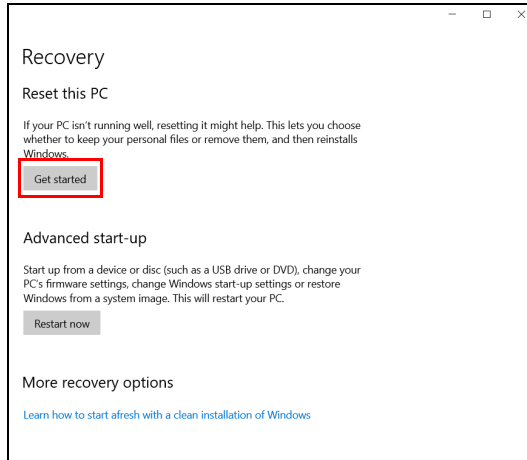 Recovery
Reset this PC
If your PC isn't running well, resetting it might help. This lets you choose
whether to keep your personal files or remove them, and then reinstalls
Windows.
Get started
Advanced start-up
Start up from a device or disc (such as a USB drive or DVD), change your
PC's firmware settings, change Windows start-up settings or restore
Windows from a system image. This will restart your PC.
Restart now
More recovery options
Learn how to start afresh with a clean installation of Windows